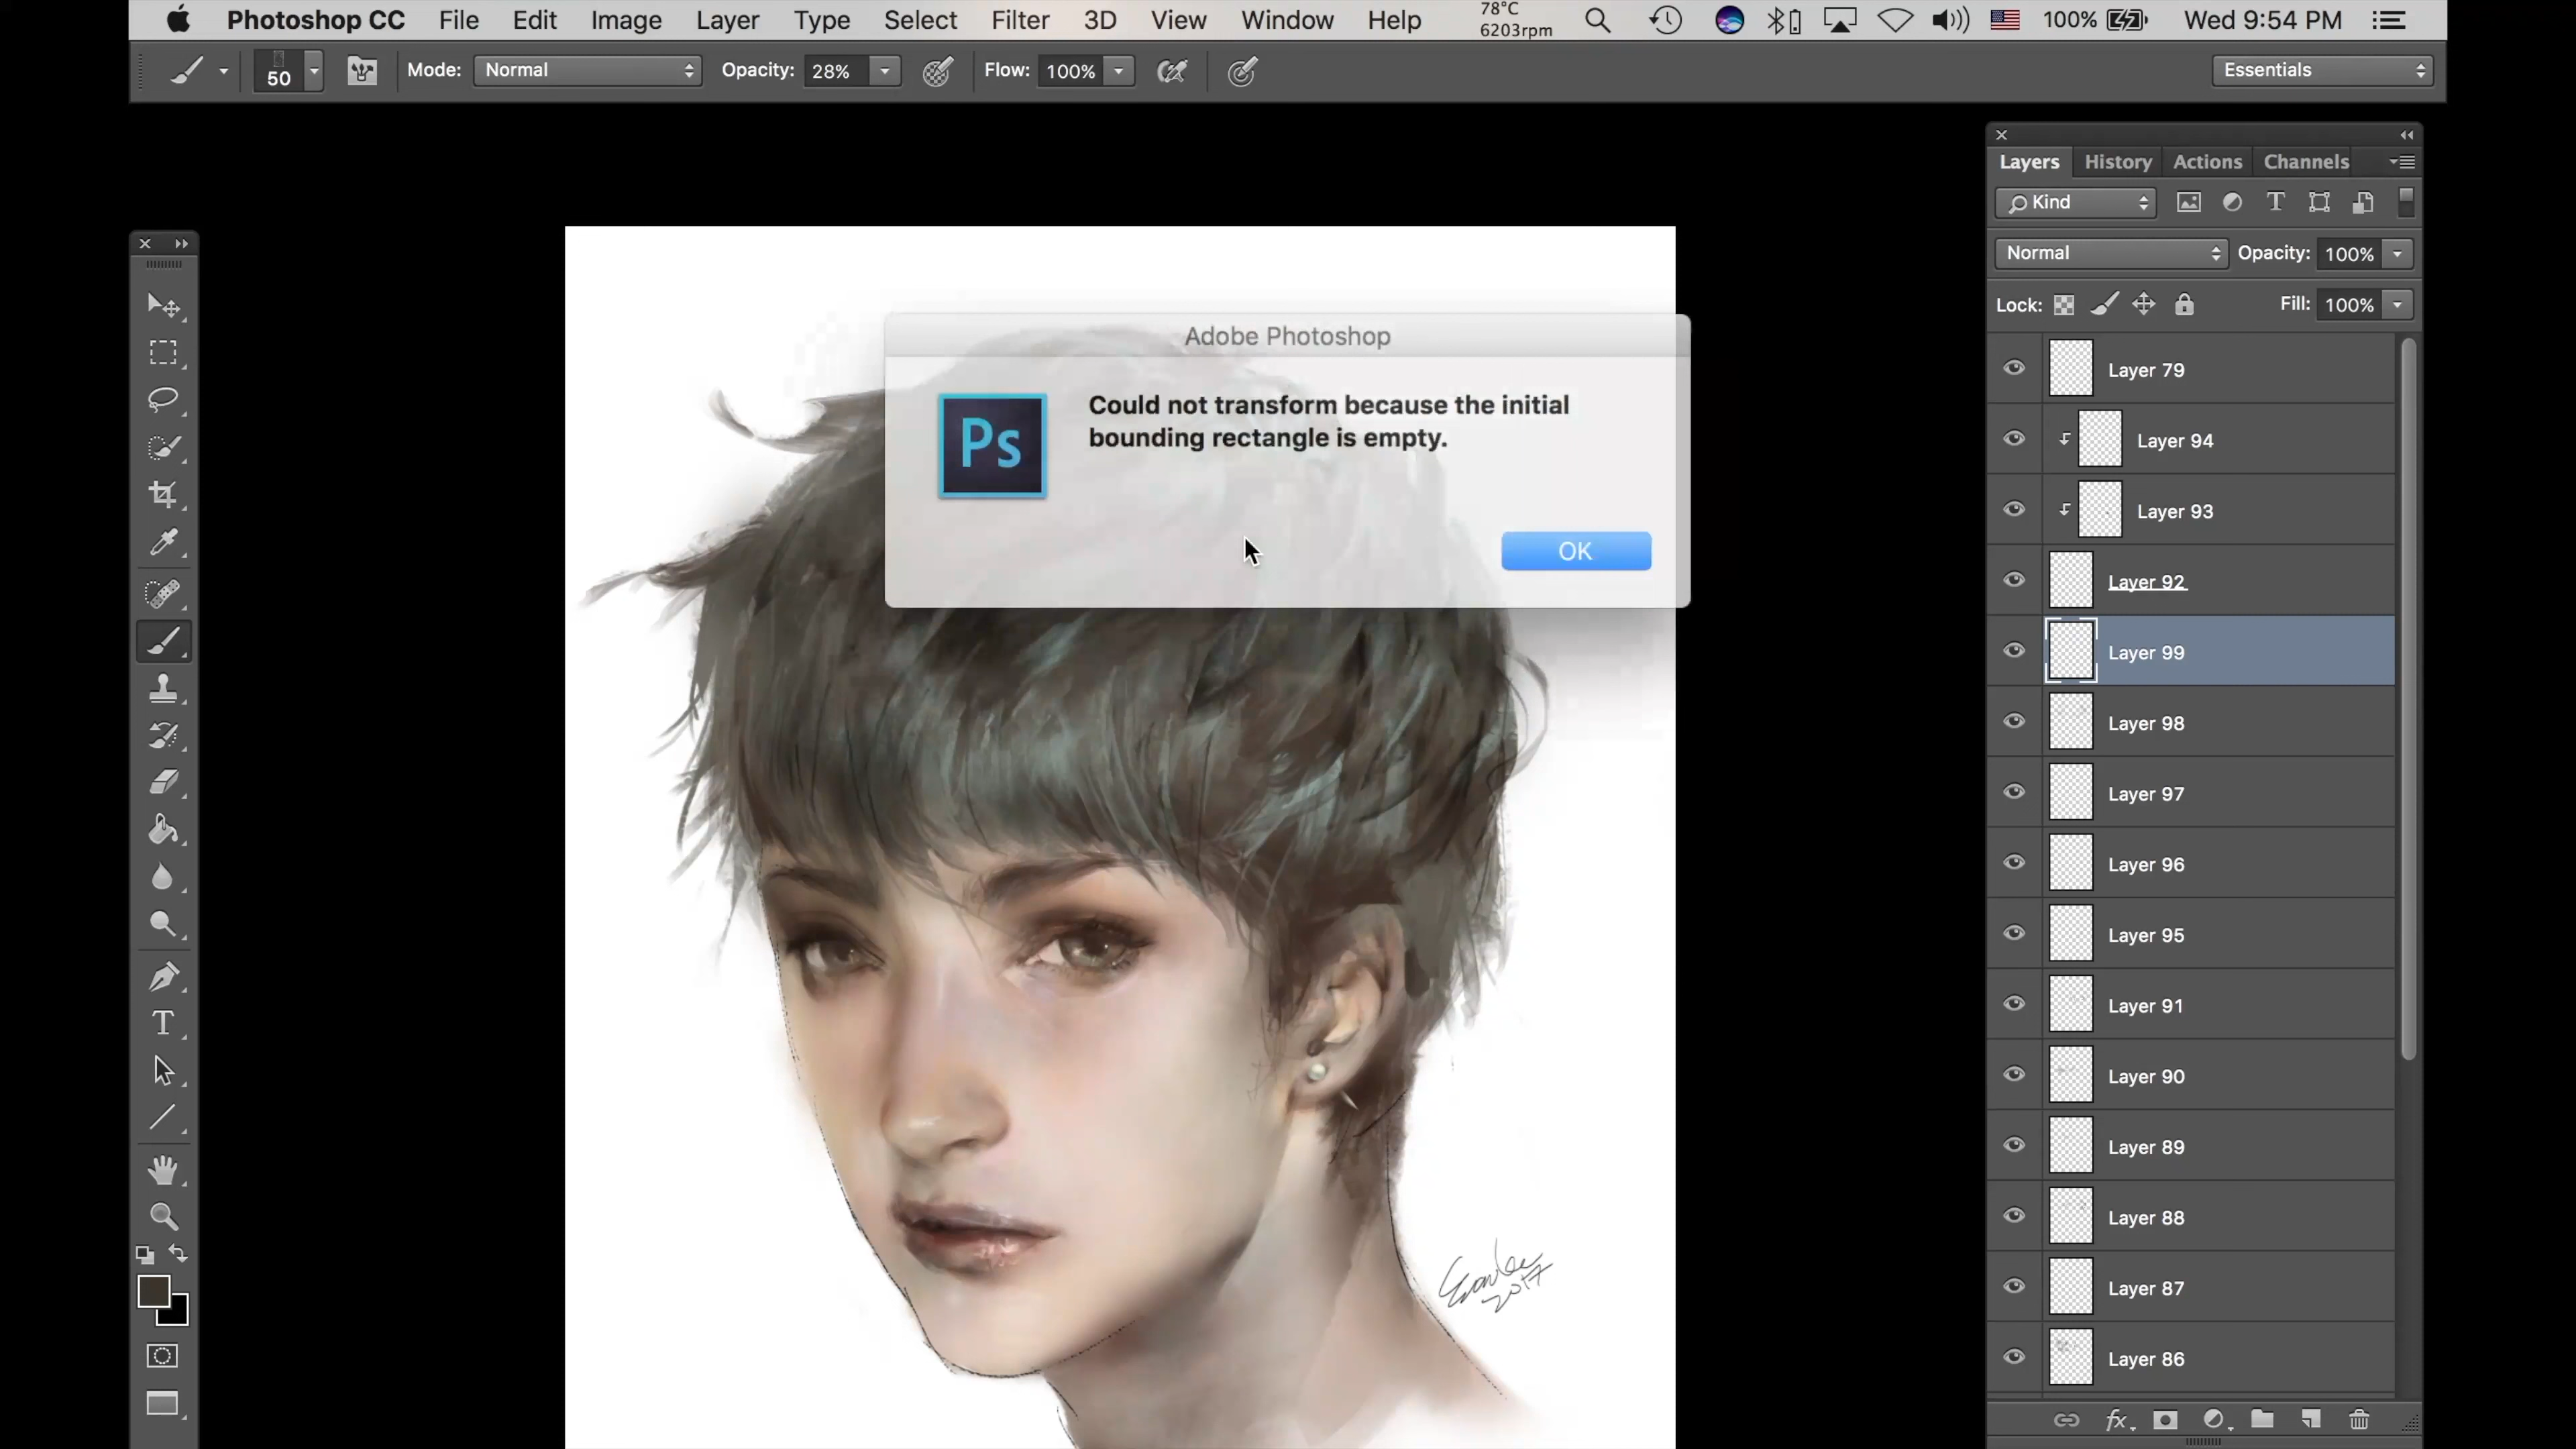 Photoshop CC File Edit Image Layer Type Select Filter 3D View Window Help 78°C 6203rpm 100% Wed 9:54 PM
50 Mode: Normal Opacity: 28% Flow: 100% Essentials
Layers History Actions Channels
Kind T
Normal Opacity: 100%
Lock: Fill: 100%
Adobe Photoshop
Ps
Could not transform because the initial
bounding rectangle is empty.
OK
Layer 79
Layer 94
Layer 93
Layer 92
Layer 99
Layer 98
Layer 97
Layer 96
Layer 95
Layer 91
Layer 90
Layer 89
Layer 88
Layer 87
Layer 86
fx
T
2017